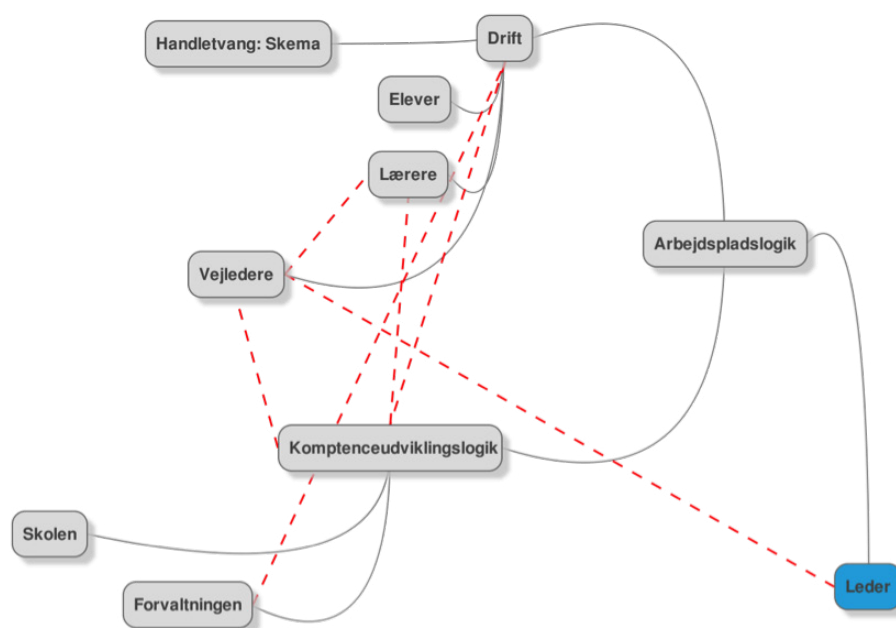 Handletvang: Skema
Drift
Elever
Lærere
Arbejdspladslogik
Vejledere
Komptenceudviklingslogik
Skolen
Forvaltningen
Leder